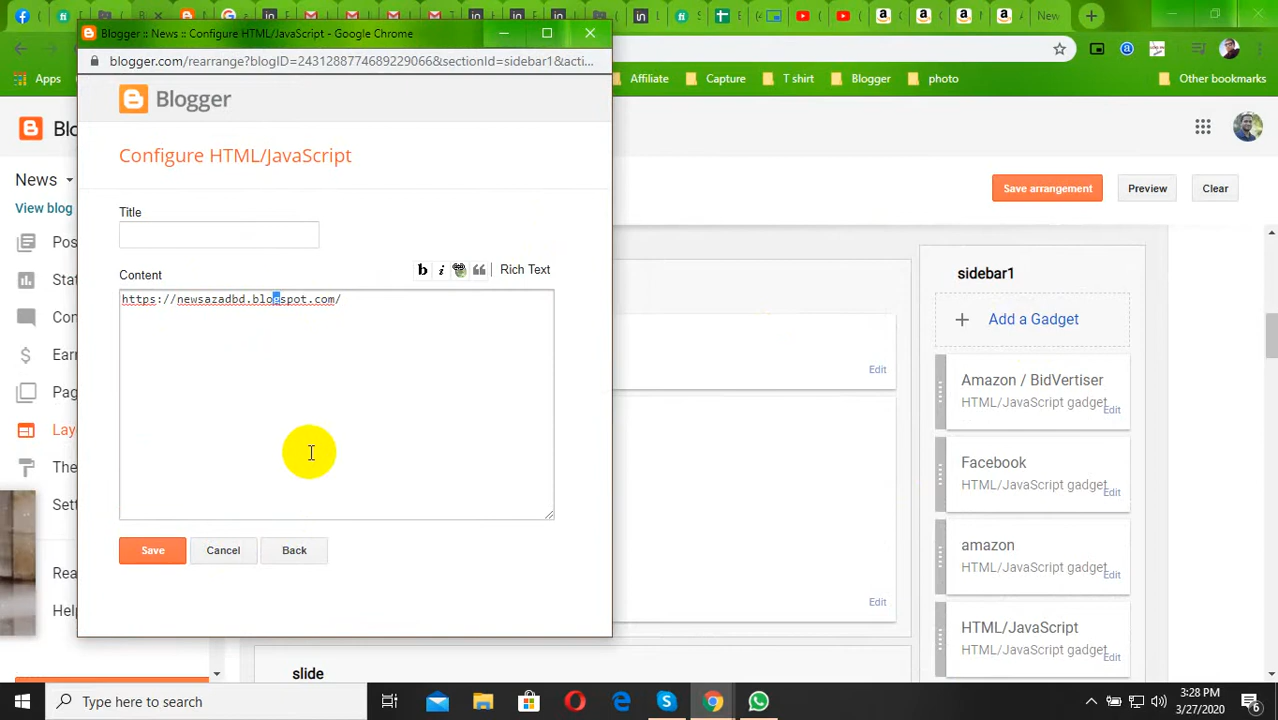 Blogger :: News :: Configure HTML/JavaScript - Google Chrome
New
blogger.com/rearrange?blogID=2431288774689229066&sectionId=sidebar1&acti...
Apps
Affiliate
Capture
T shirt
Blogger
photo
Other bookmarks
Blogger
Configure HTML/JavaScript
News
View blog
Save arrangement
Preview
Clear
Title
Content
b i
Rich Text
https://newsazadbd.blogspot.com/
Save
Cancel
Back
Edit
Edit
sidebar1
Add a Gadget
Amazon / BidVertiser
HTML/JavaScript gadget
Edit
Facebook
HTML/JavaScript gadget
Edit
amazon
HTML/JavaScript gadget
Edit
HTML/JavaScript
HTML/JavaScript gadget
Edit
slide
Type here to search
3:28 PM
3/27/2020
6